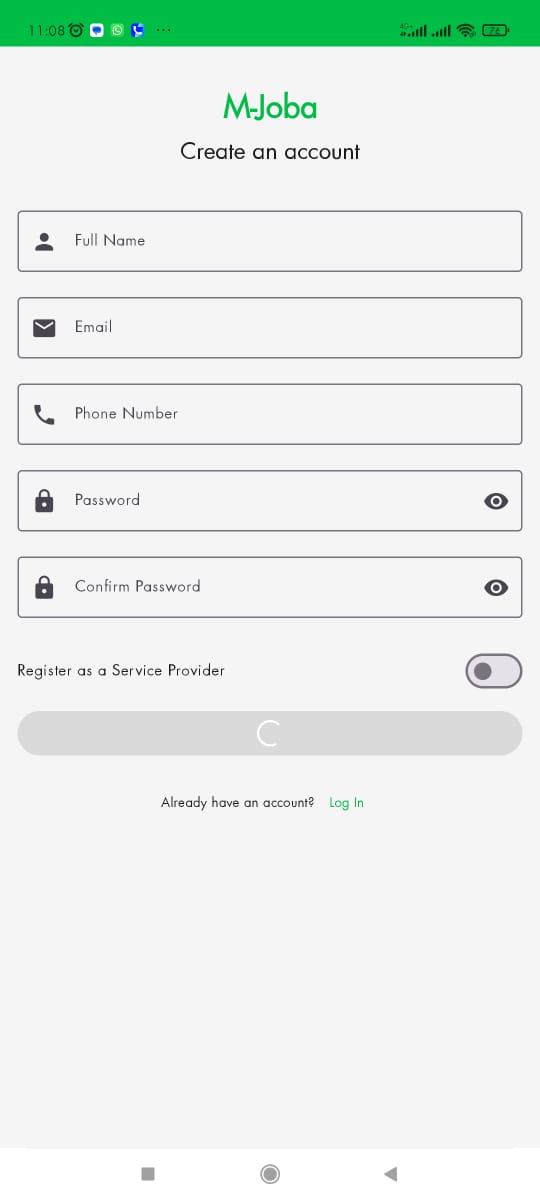 11:08
4G+
76
M-Joba
Create an account
Full Name
Email
Phone Number
Password
Confirm Password
Register as a Service Provider
Already have an account? Log In